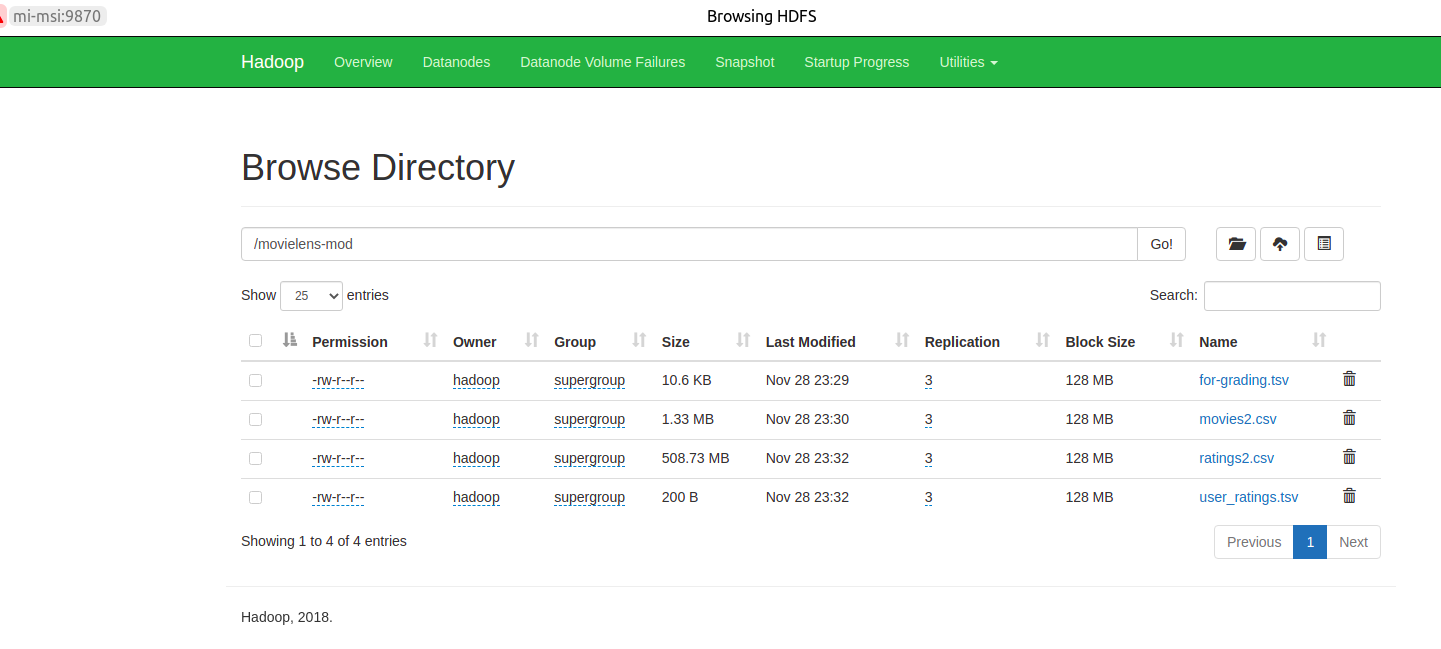 mi-msi:9870 Browsing HDFS
Hadoop Overview Datanodes Datanode Volume Failures Snapshot Startup Progress Utilities
Browse Directory
/movielens-mod Go!
Show 25 entries Search:
Permission Owner Group Size Last Modified Replication Block Size Name
-rw-r--r-- hadoop supergroup 10.6 KB Nov 28 23:29 3 128 MB for-grading.tsv
-rw-r--r-- hadoop supergroup 1.33 MB Nov 28 23:30 3 128 MB movies2.csv
-rw-r--r-- hadoop supergroup 508.73 MB Nov 28 23:32 3 128 MB ratings2.csv
-rw-r--r-- hadoop supergroup 200 B Nov 28 23:32 3 128 MB user_ratings.tsv
Showing 1 to 4 of 4 entries Previous 1 Next
Hadoop, 2018.